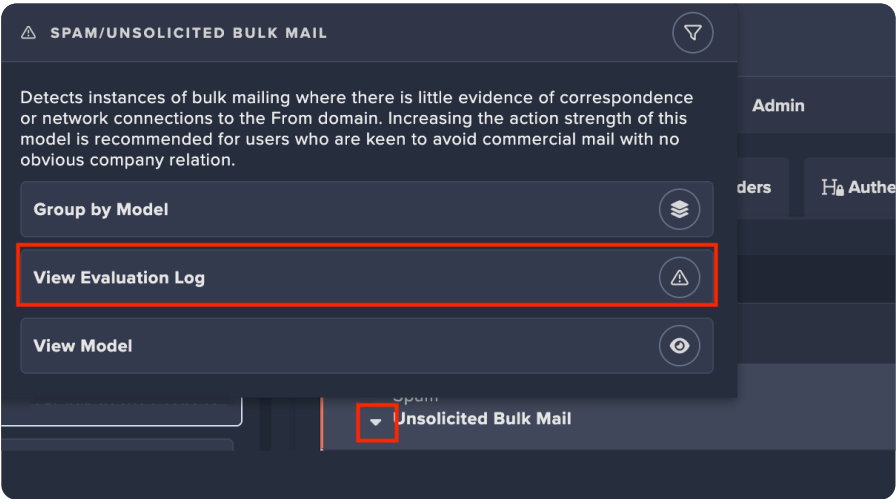 SPAM/UNSOLICITED BULK MAIL
Detects instances of bulk mailing where there is little evidence of correspondence
or network connections to the From domain. Increasing the action strength of this
model is recommended for users who are keen to avoid commercial mail with no
obvious company relation.
Admin
Group by Model
ders
Authe
View Evaluation Log
View Model
Spam
Unsolicited Bulk Mail